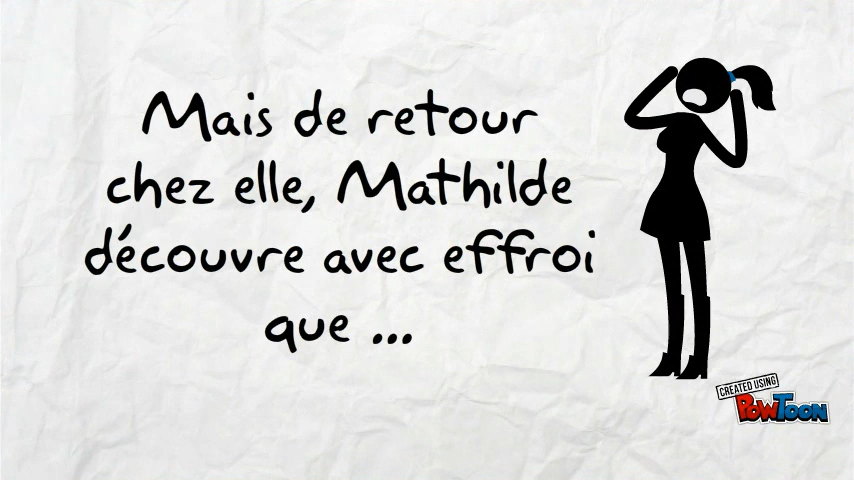 Mais de retour
chez elle, Mathilde
découvre avec effroi
que ...
CREATED USING
POWTOON